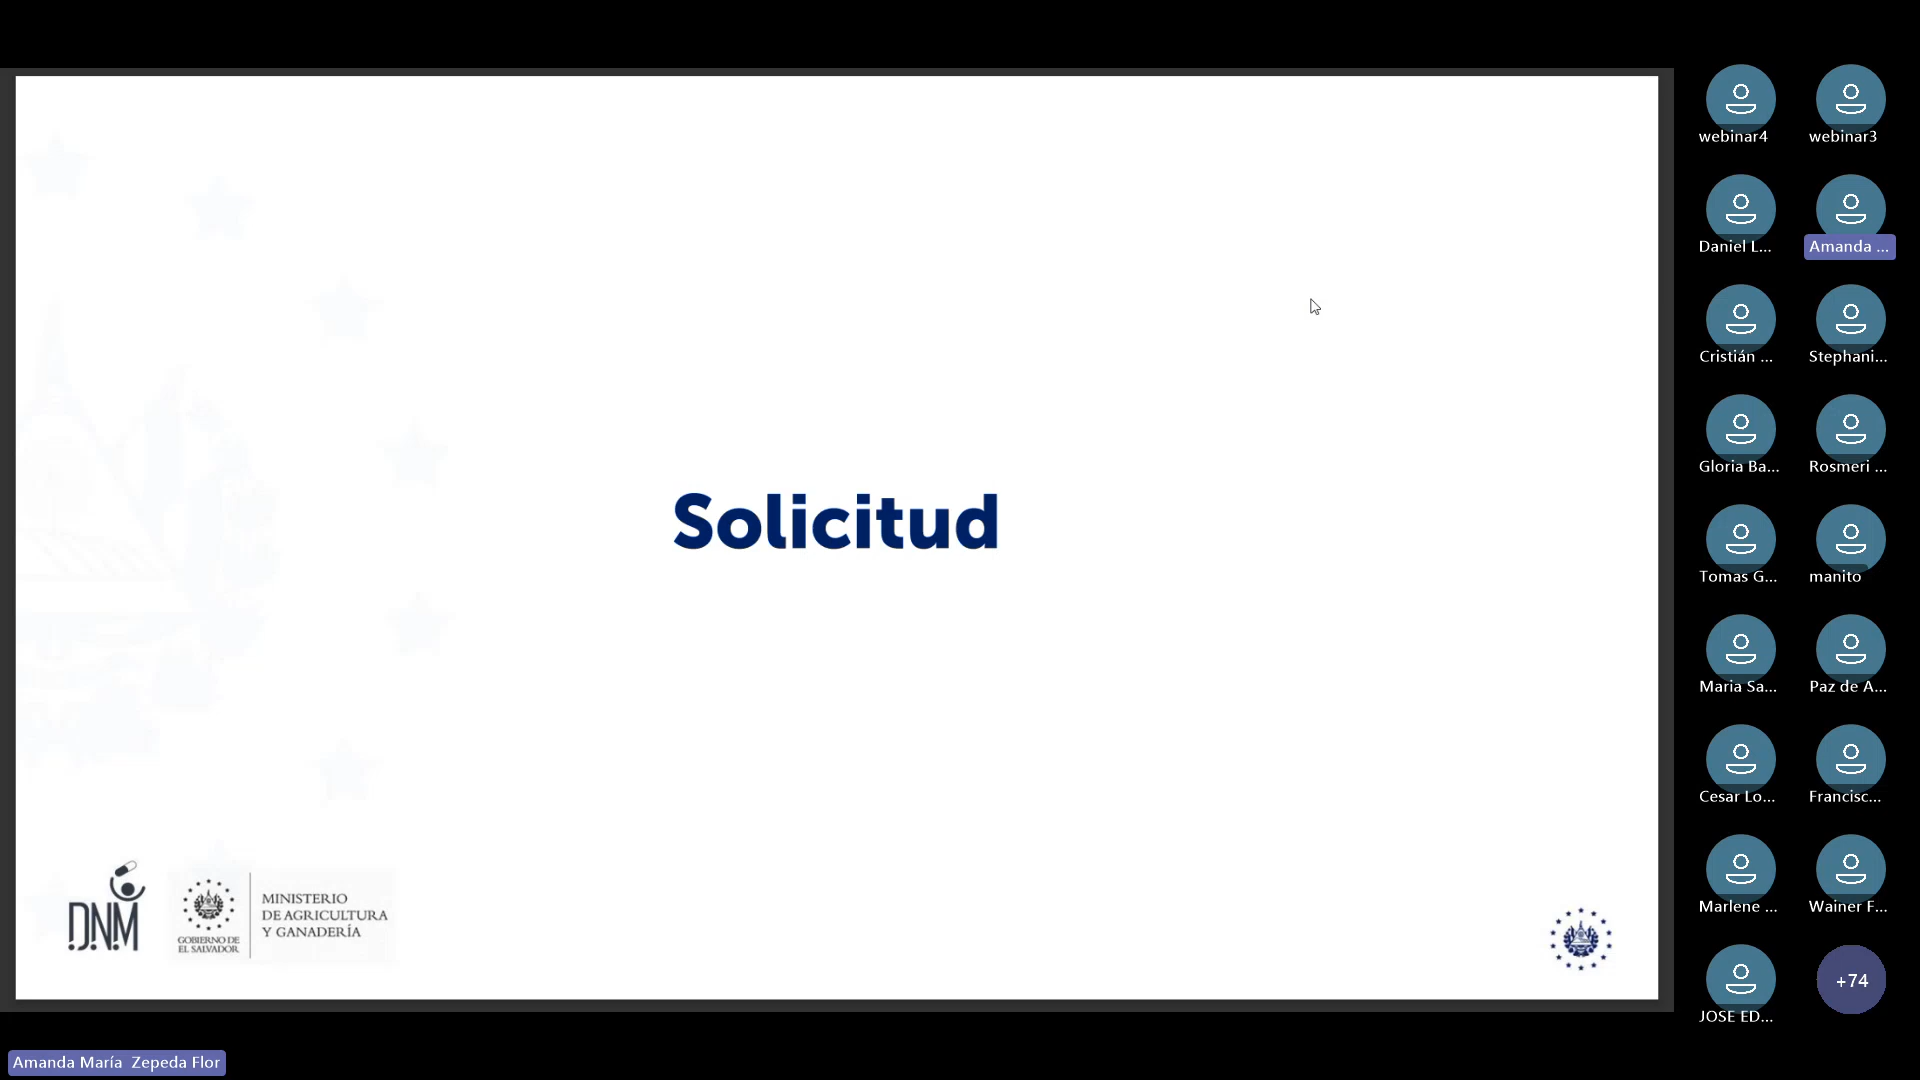 Solicitud
DNM
GOBIERNO DE
EL SALVADOR
MINISTERIO
DE AGRICULTURA
Y GANADERÍA
webinar4
webinar3
Daniel L...
Amanda ...
Cristián ...
Stephani...
Gloria Ba...
Rosmeri ...
Tomas G...
manito
Maria Sa...
Paz de A...
Cesar Lo...
Francisc...
Marlene ...
Wainer F...
JOSE ED...
+74
Amanda María Zepeda Flor